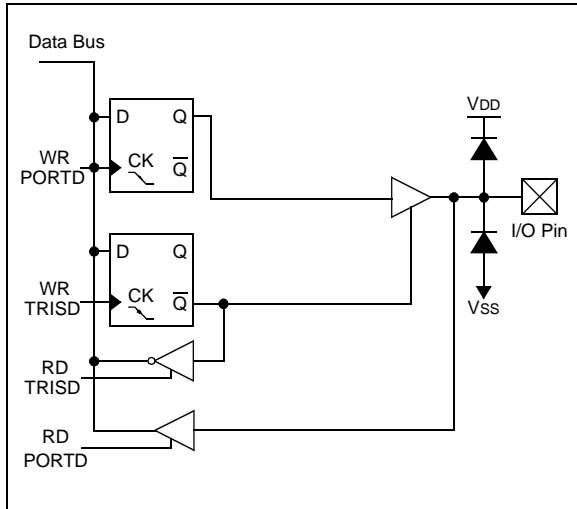 Data Bus
D Q
VDD
WR
PORTD
CK
Q
I/O Pin
D Q
WR
TRISD
CK
Q
VSS
RD
TRISD
RD
PORTD